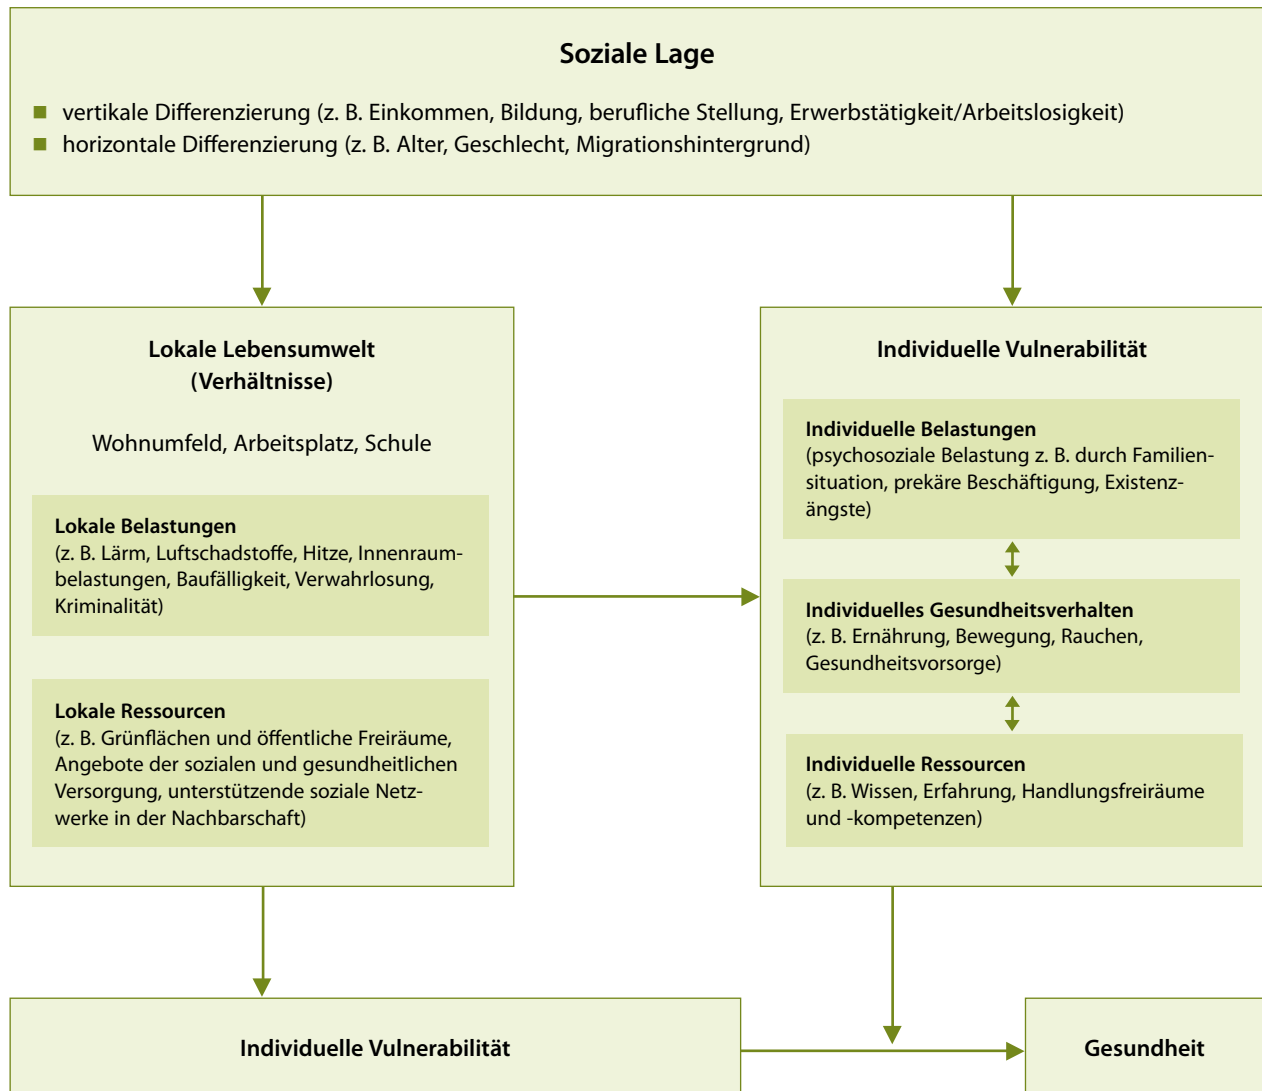 Soziale Lage
vertikale Differenzierung (z. B. Einkommen, Bildung, berufliche Stellung, Erwerbstätigkeit/Arbeitslosigkeit)
horizontale Differenzierung (z. B. Alter, Geschlecht, Migrationshintergrund)
Lokale Lebensumwelt
(Verhältnisse)
Wohnumfeld, Arbeitsplatz, Schule
Lokale Belastungen
(z. B. Lärm, Luftschadstoffe, Hitze, Innenraum-
belastungen, Baufälligkeit, Verwahrlosung,
Kriminalität)
Lokale Ressourcen
(z. B. Grünflächen und öffentliche Freiräume,
Angebote der sozialen und gesundheitlichen
Versorgung, unterstützende soziale Netz-
werke in der Nachbarschaft)
Individuelle Vulnerabilität
Individuelle Belastungen
(psychosoziale Belastung z. B. durch Familien-
situation, prekäre Beschäftigung, Existenz-
ängste)
Individuelles Gesundheitsverhalten
(z. B. Ernährung, Bewegung, Rauchen,
Gesundheitsvorsorge)
Individuelle Ressourcen
(z. B. Wissen, Erfahrung, Handlungsfreiräume
und -kompetenzen)
Individuelle Vulnerabilität
Gesundheit